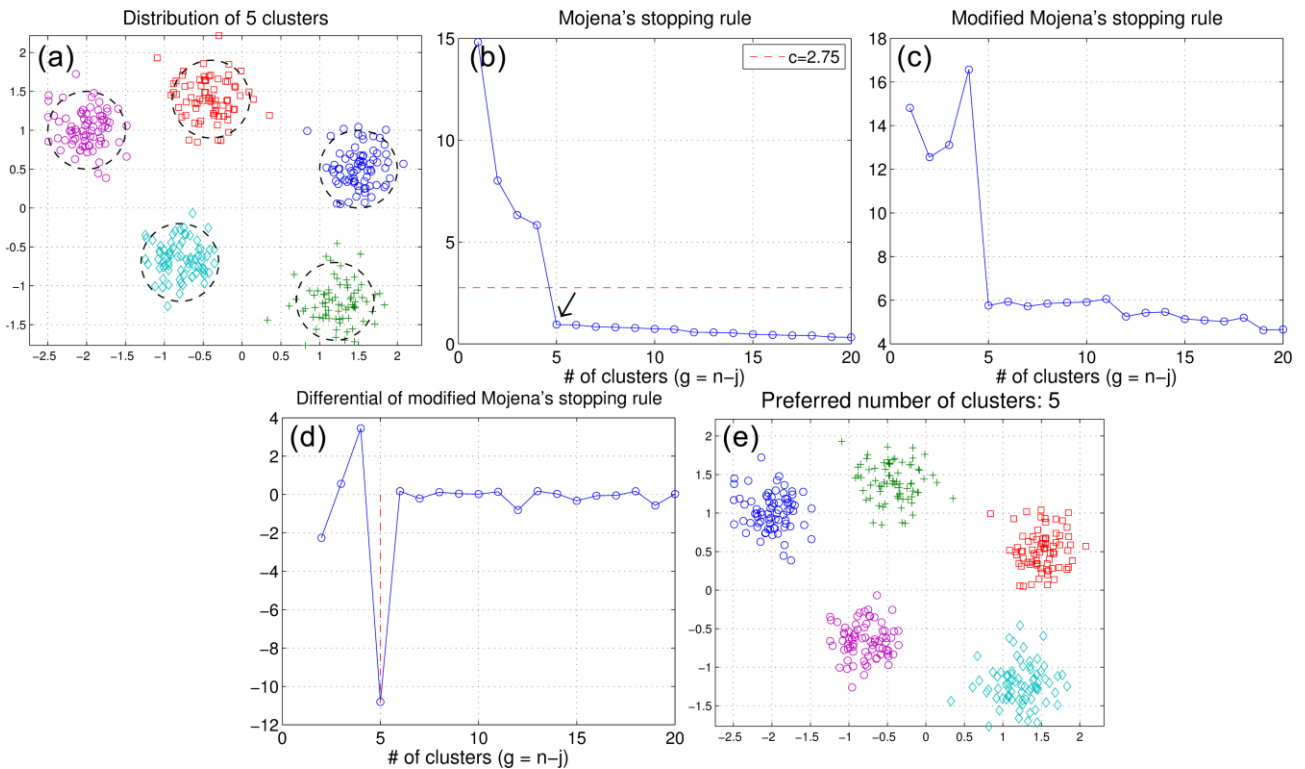 Distribution of 5 clusters
(a)
2
1.5
1
0.5
0
-0.5
-1
-1.5
-2.5 -2 -1.5 -1 -0.5 0 0.5 1 1.5 2
Mojena's stopping rule
(b)
c=2.75
15
10
5
0
0 5 10 15 20
# of clusters (g = n-j)
Modified Mojena's stopping rule
(c)
18
16
14
12
10
8
6
4
0 5 10 15 20
# of clusters (g = n-j)
Differential of modified Mojena's stopping rule
(d)
4
2
0
−2
−4
−6
−8
−10
−12
0 5 10 15 20
# of clusters (g = n-j)
Preferred number of clusters: 5
(e)
2
1.5
1
0.5
0
-0.5
-1
-1.5
-2.5 -2 -1.5 -1 -0.5 0 0.5 1 1.5 2